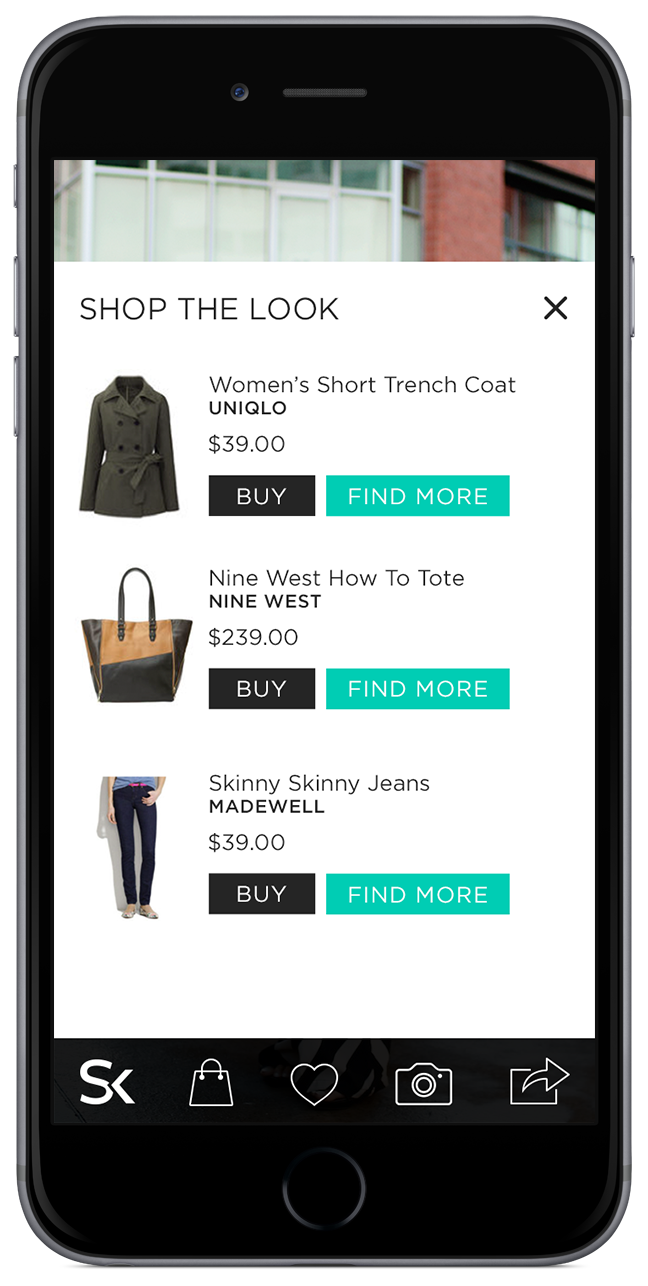 SHOP THE LOOK
Women’s Short Trench Coat
UNIQLO
$39.00
BUY FIND MORE
Nine West How To Tote
NINE WEST
$239.00
BUY FIND MORE
Skinny Skinny Jeans
MADEWELL
$39.00
BUY FIND MORE
SK